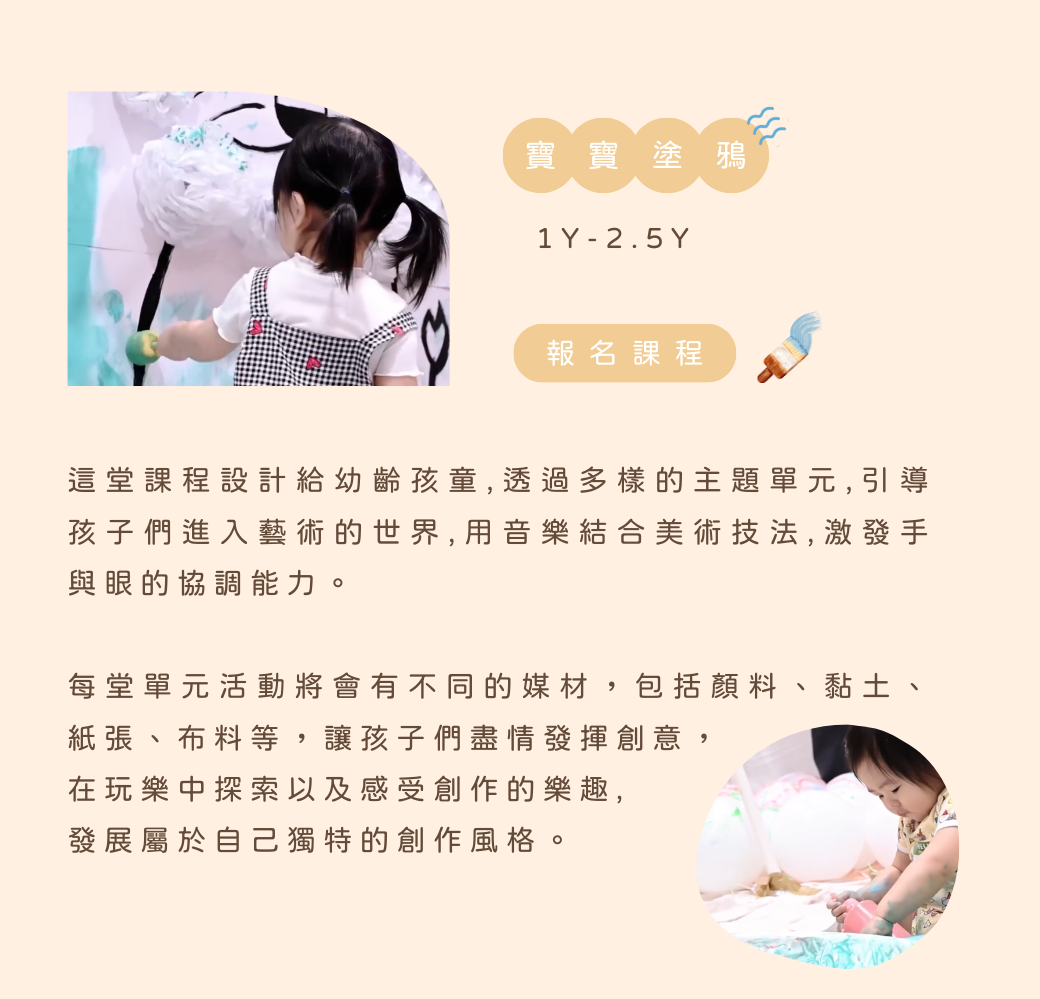 寶寶塗鴉
1Y-2.5Y
報名課程
這堂課程設計給幼齡孩童,透過多樣的主題單元,引導
孩子們進入藝術的世界,用音樂結合美術技法,激發手
與眼的協調能力。
每堂單元活動將會有不同的媒材，包括顏料、黏土、
紙張、布料等，讓孩子們盡情發揮創意，
在玩樂中探索以及感受創作的樂趣,
發展屬於自己獨特的創作風格。